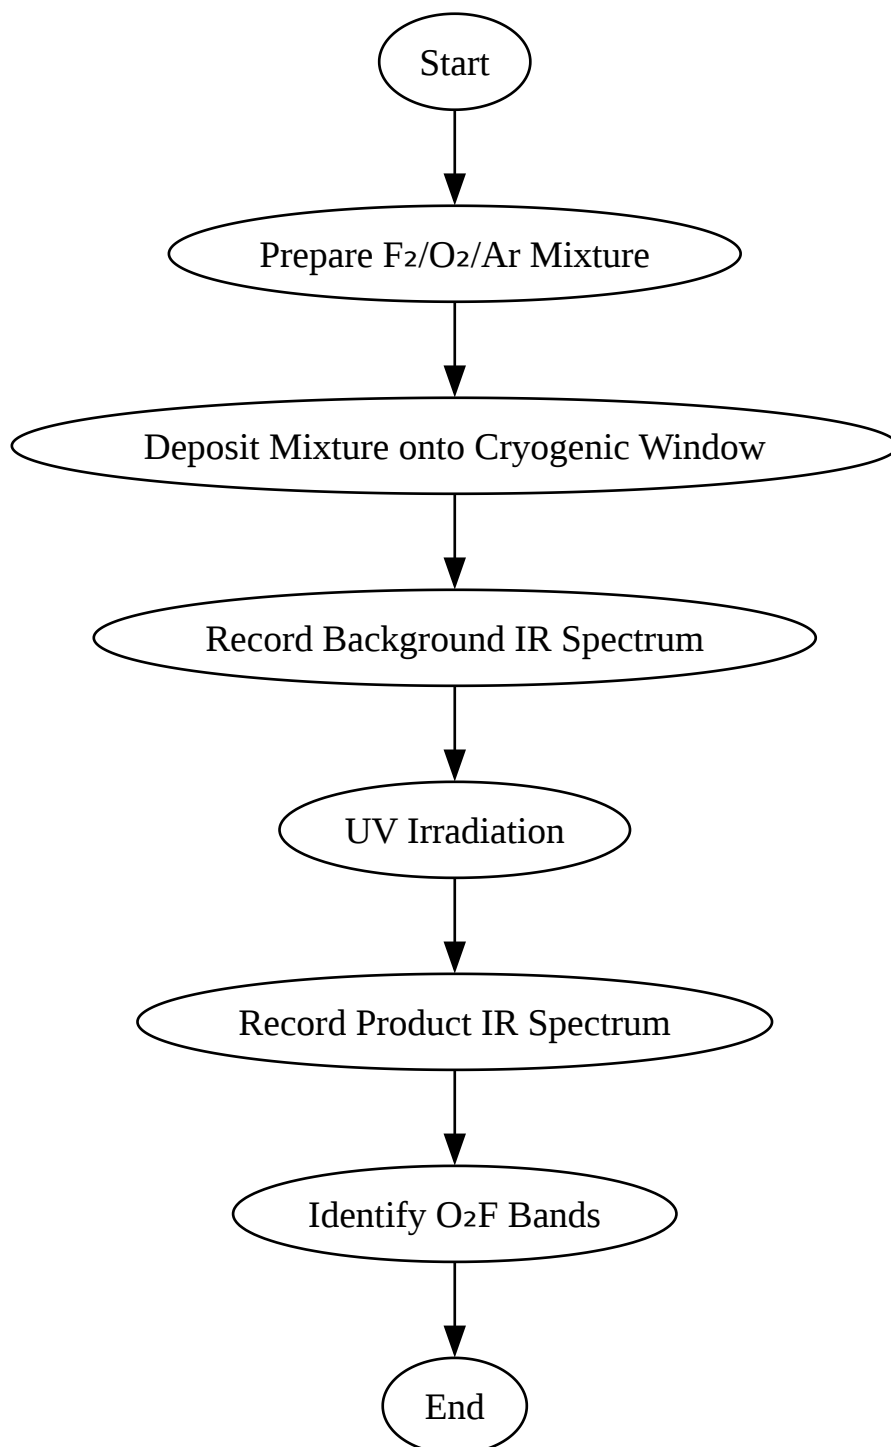 Start
Prepare F₂/O₂/Ar Mixture
Deposit Mixture onto Cryogenic Window
Record Background IR Spectrum
UV Irradiation
Record Product IR Spectrum
Identify O₂F Bands
End